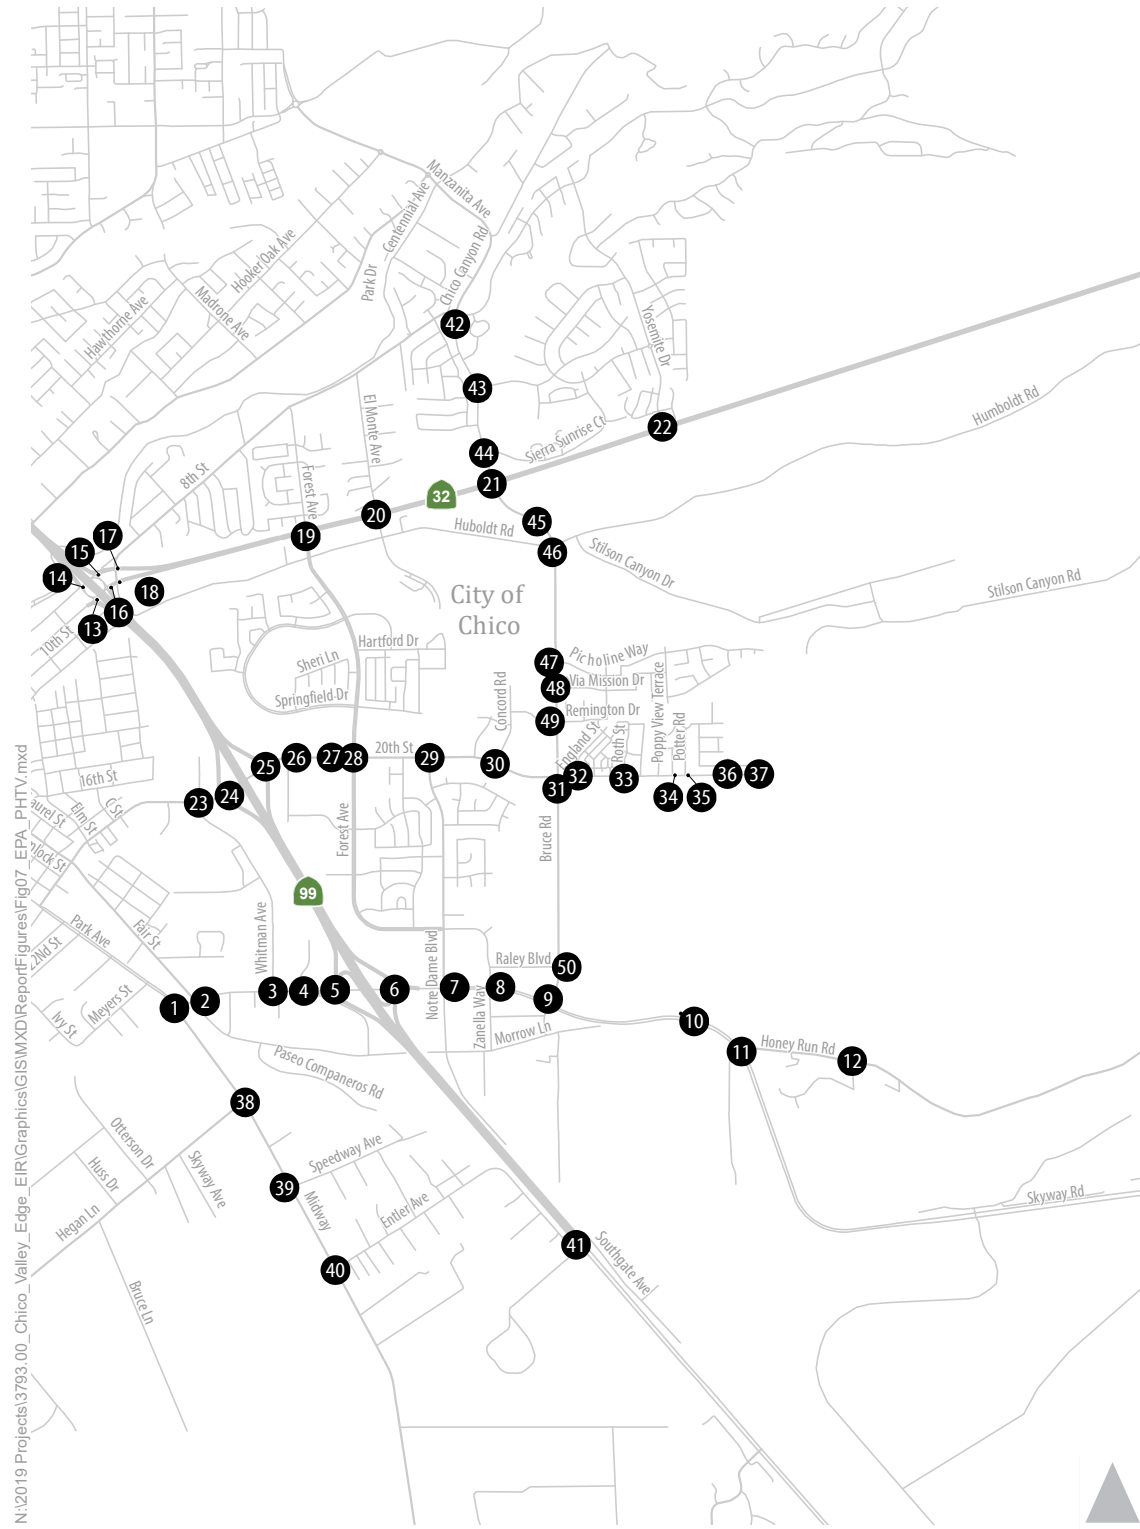 Manzanita Ave
Centennial Ave
Chico Canyon Rd
Hooker Oak Ave
Park Dr
Madrone Ave
Hawthorne Ave
42
Yosemite Dr
43
Humboldt Rd
El Monte Ave
22
Sierra Sunrise Ct
44
8th St
Forest Ave
21
32
20
45
Huboldt Rd
17
19
46
15
Stilson Canyon Dr
14
18
Stilson Canyon Rd
City of
Chico
16
13
10th St
Hartford Dr
Picholine Way
Sheri Ln
47
Via Mission Dr
48
Springfield Dr
Concord Rd
Poppy View Terrace
Remington Dr
49
England St
Roth St
Potter Rd
20th St
26
27
28
29
25
30
16th St
32
33
36
37
31
34
35
24
23
aurel St
Elm St
C St
Forest Ave
Bruce Rd
nlock St
99
Park Ave
Fair St
Whitman Ave
22Nd St
Notre Dame Blvd
Raley Blvd
50
Meyers St
Ivy St
1
2
3
4
5
6
7
8
9
Zanella Way
Morrow Ln
10
11
Honey Run Rd
12
Paseo Companeros Rd
38
Otterson Dr
Speedway Ave
Huss Dr
Skyway Ave
39
Midway
Entler Ave
Skyway Rd
Hegan Ln
41
Southgate Ave
40
Bruce Ln
N:\2019 Projects\3793.00_Chico_Valley_Edge_EIR\Graphics\GIS\MXD\ReportFigures\Fig07_EPA_PHTV.mxd